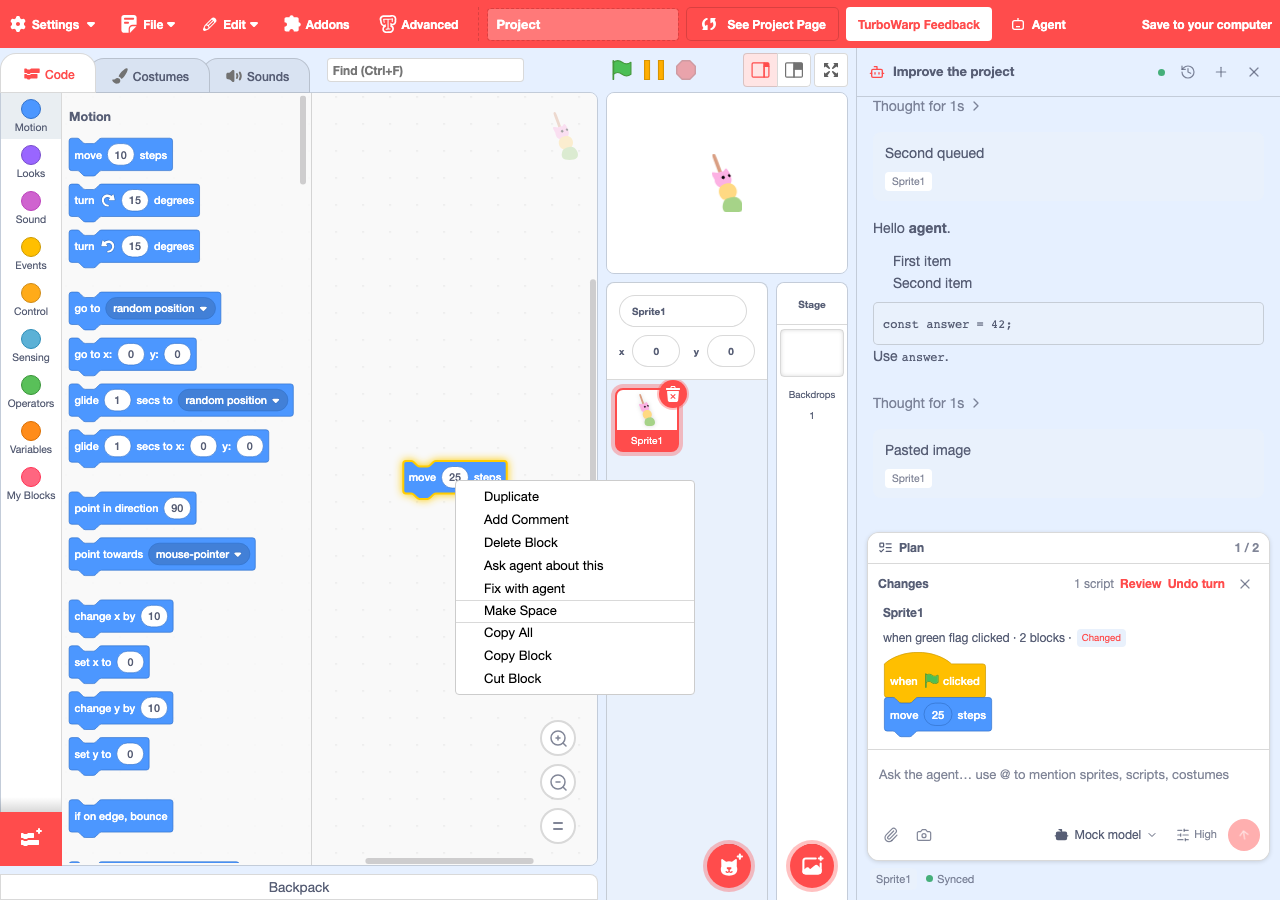 Settings File Edit Addons Advanced Project See Project Page TurboWarp Feedback Agent Save to your computer
Code Costumes Sounds
Find (Ctrl+F)
Motion
Looks
Sound
Events
Control
Sensing
Operators
Variables
My Blocks
Motion
move 10 steps
turn 15 degrees
turn 15 degrees
go to random position
go to x: 0 y: 0
glide 1 secs to random position
glide 1 secs to x: 0 y: 0
point in direction 90
point towards mouse-pointer
change x by 10
set x to 0
change y by 10
set y to 0
if on edge, bounce
move 25 steps
Duplicate
Add Comment
Delete Block
Ask agent about this
Fix with agent
Make Space
Copy All
Copy Block
Cut Block
Backpack
Sprite1
x 0 y 0
Sprite1
Stage
Backdrops
1
Improve the project
Thought for 1s
Second queued
Sprite1
Hello agent.
First item
Second item
const answer = 42;
Use answer.
Thought for 1s
Pasted image
Sprite1
Plan 1 / 2
Changes 1 script Review Undo turn
Sprite1
when green flag clicked · 2 blocks · Changed
when clicked
move 25 steps
Ask the agent… use @ to mention sprites, scripts, costumes
Mock model High
Sprite1 Synced